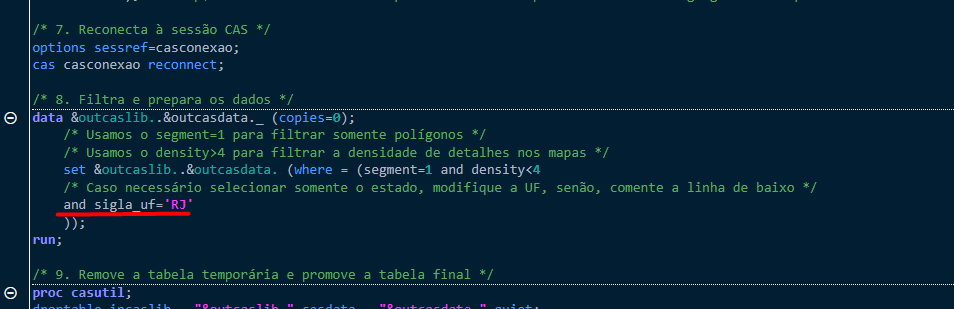 /* 7. Reconecta à sessão CAS */
options sessref=casconexao;
cas casconexao reconnect;
/* 8. Filtra e prepara os dados */
data &outcaslib..&outcasdata._ (copies=0);
/* Usamos o segment=1 para filtrar somente polígonos */
/* Usamos o density>4 para filtrar a densidade de detalhes nos mapas */
set &outcaslib..&outcasdata. (where = (segment=1 and density<4
/* Caso necessário selecionar somente o estado, modifique a UF, senão, comente a linha de baixo */
and sigla_uf='RJ'
));
run;
/* 9. Remove a tabela temporária e promove a tabela final */
proc casutil;